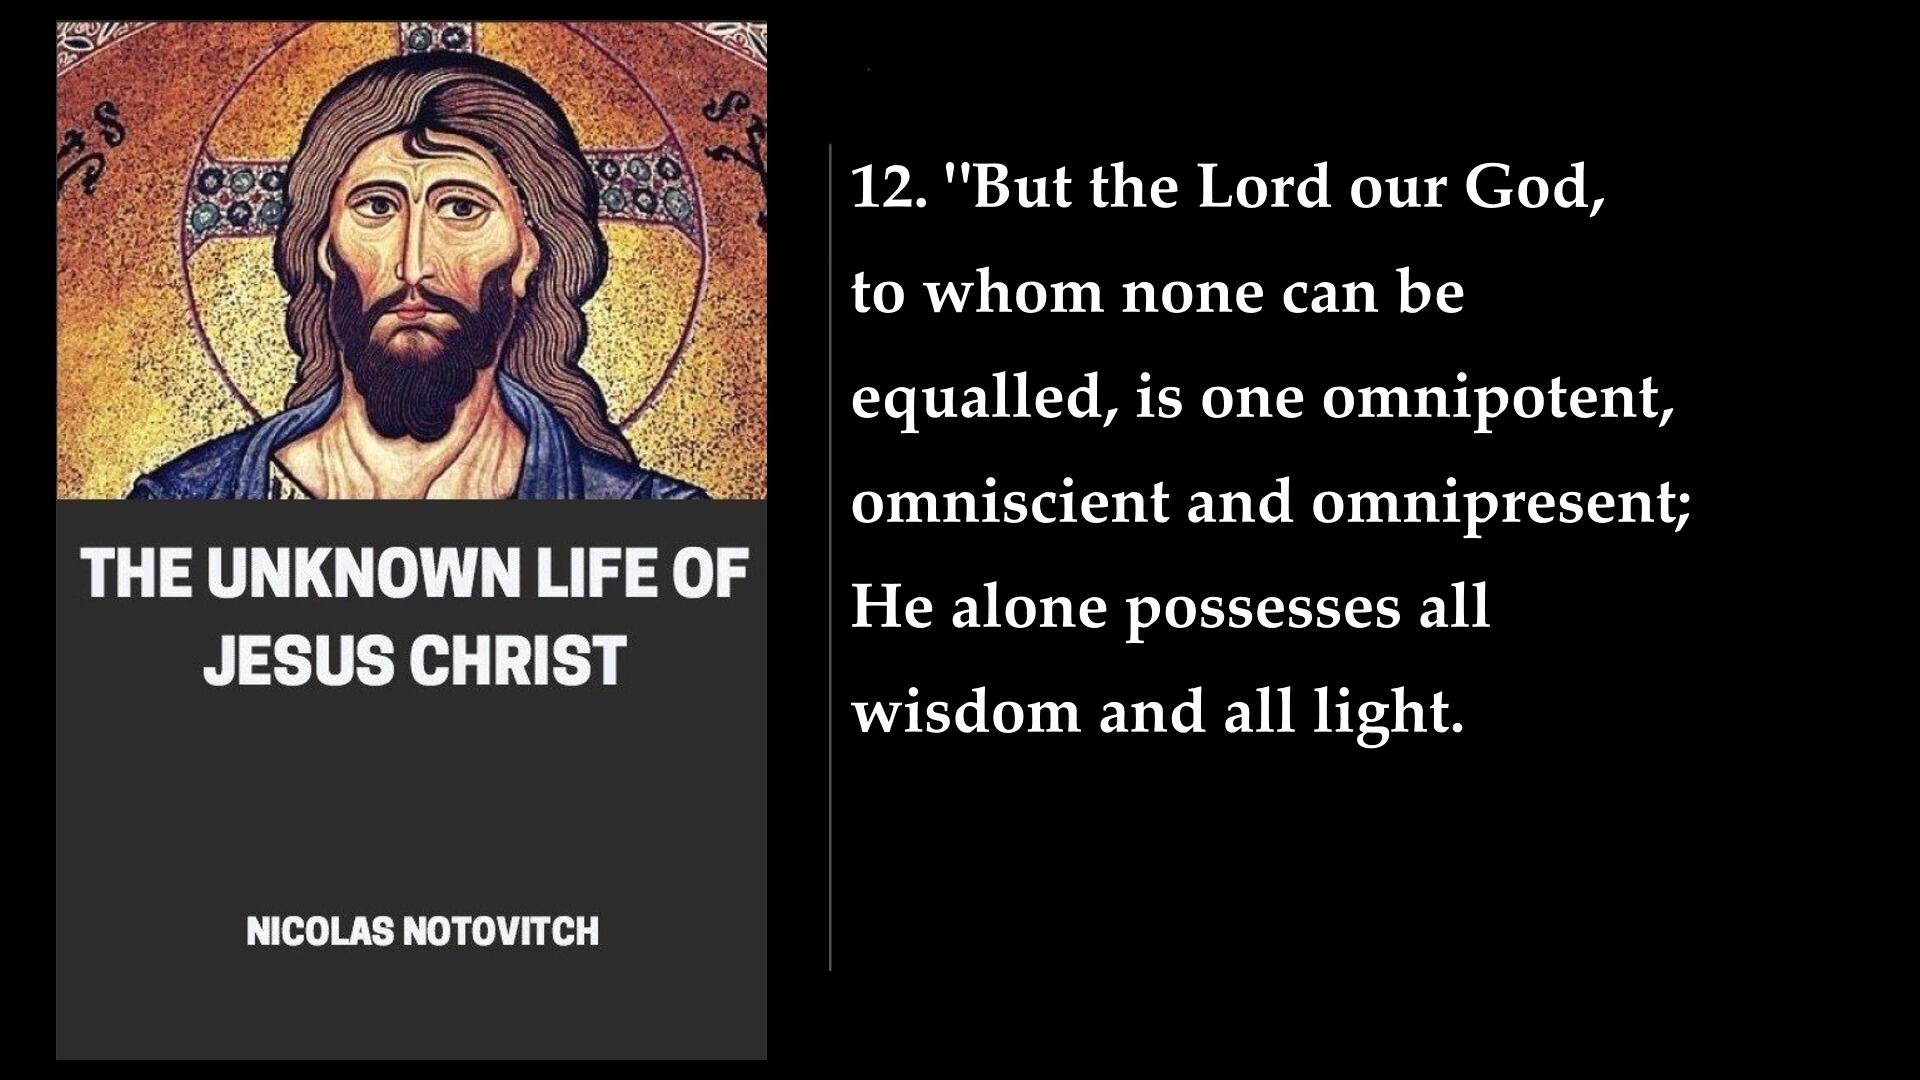 THE UNKNOWN LIFE OF
JESUS CHRIST
NICOLAS NOTOVITCH
12. "But the Lord our God,
to whom none can be
equalled, is one omnipotent,
omniscient and omnipresent;
He alone possesses all
wisdom and all light.